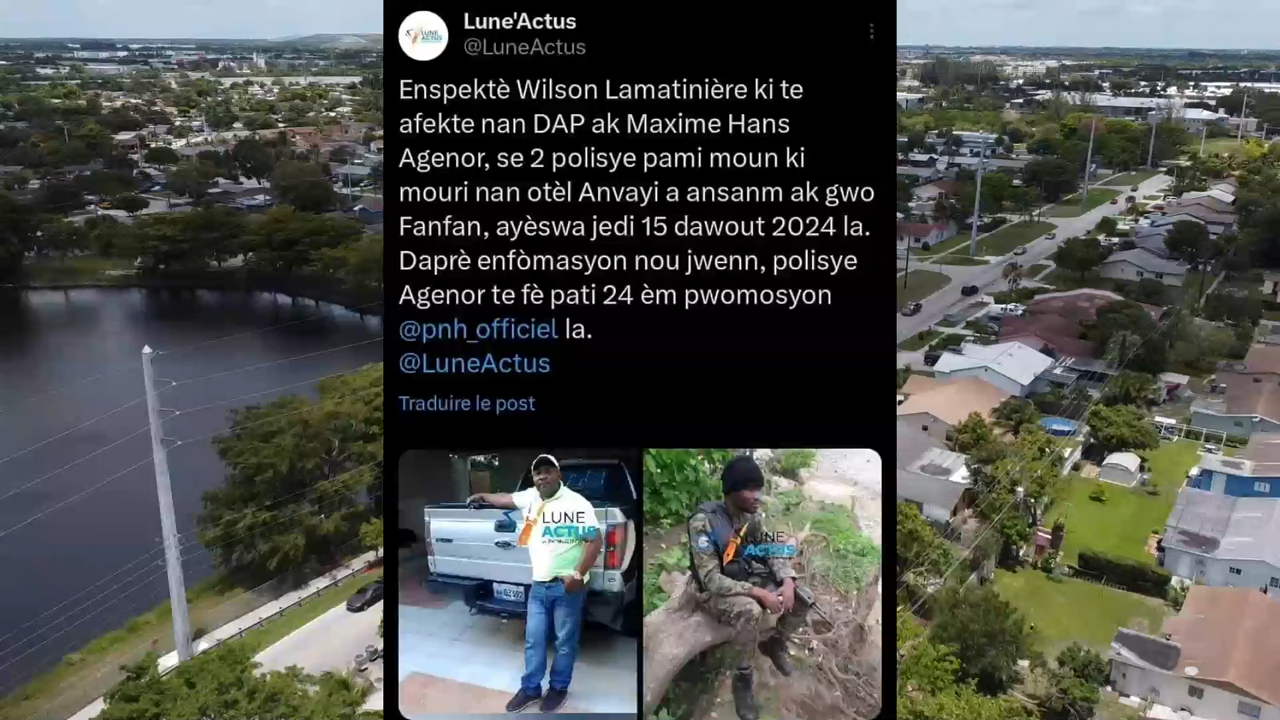 Lune'Actus
@LuneActus
Enspektè Wilson Lamatinière ki te
afekte nan DAP ak Maxime Hans
Agenor, se 2 polisye pami moun ki
mouri nan otèl Anvayi a ansanm ak gwo
Fanfan, ayèswa jedi 15 dawout 2024 la.
Daprè enfòmasyon nou jwenn, polisye
Agenor te fè pati 24 èm pwomosyon
@pnh_officiel la.
@LuneActus
Traduire le post
LUNE
ACTUS
LUNE
ACTUS